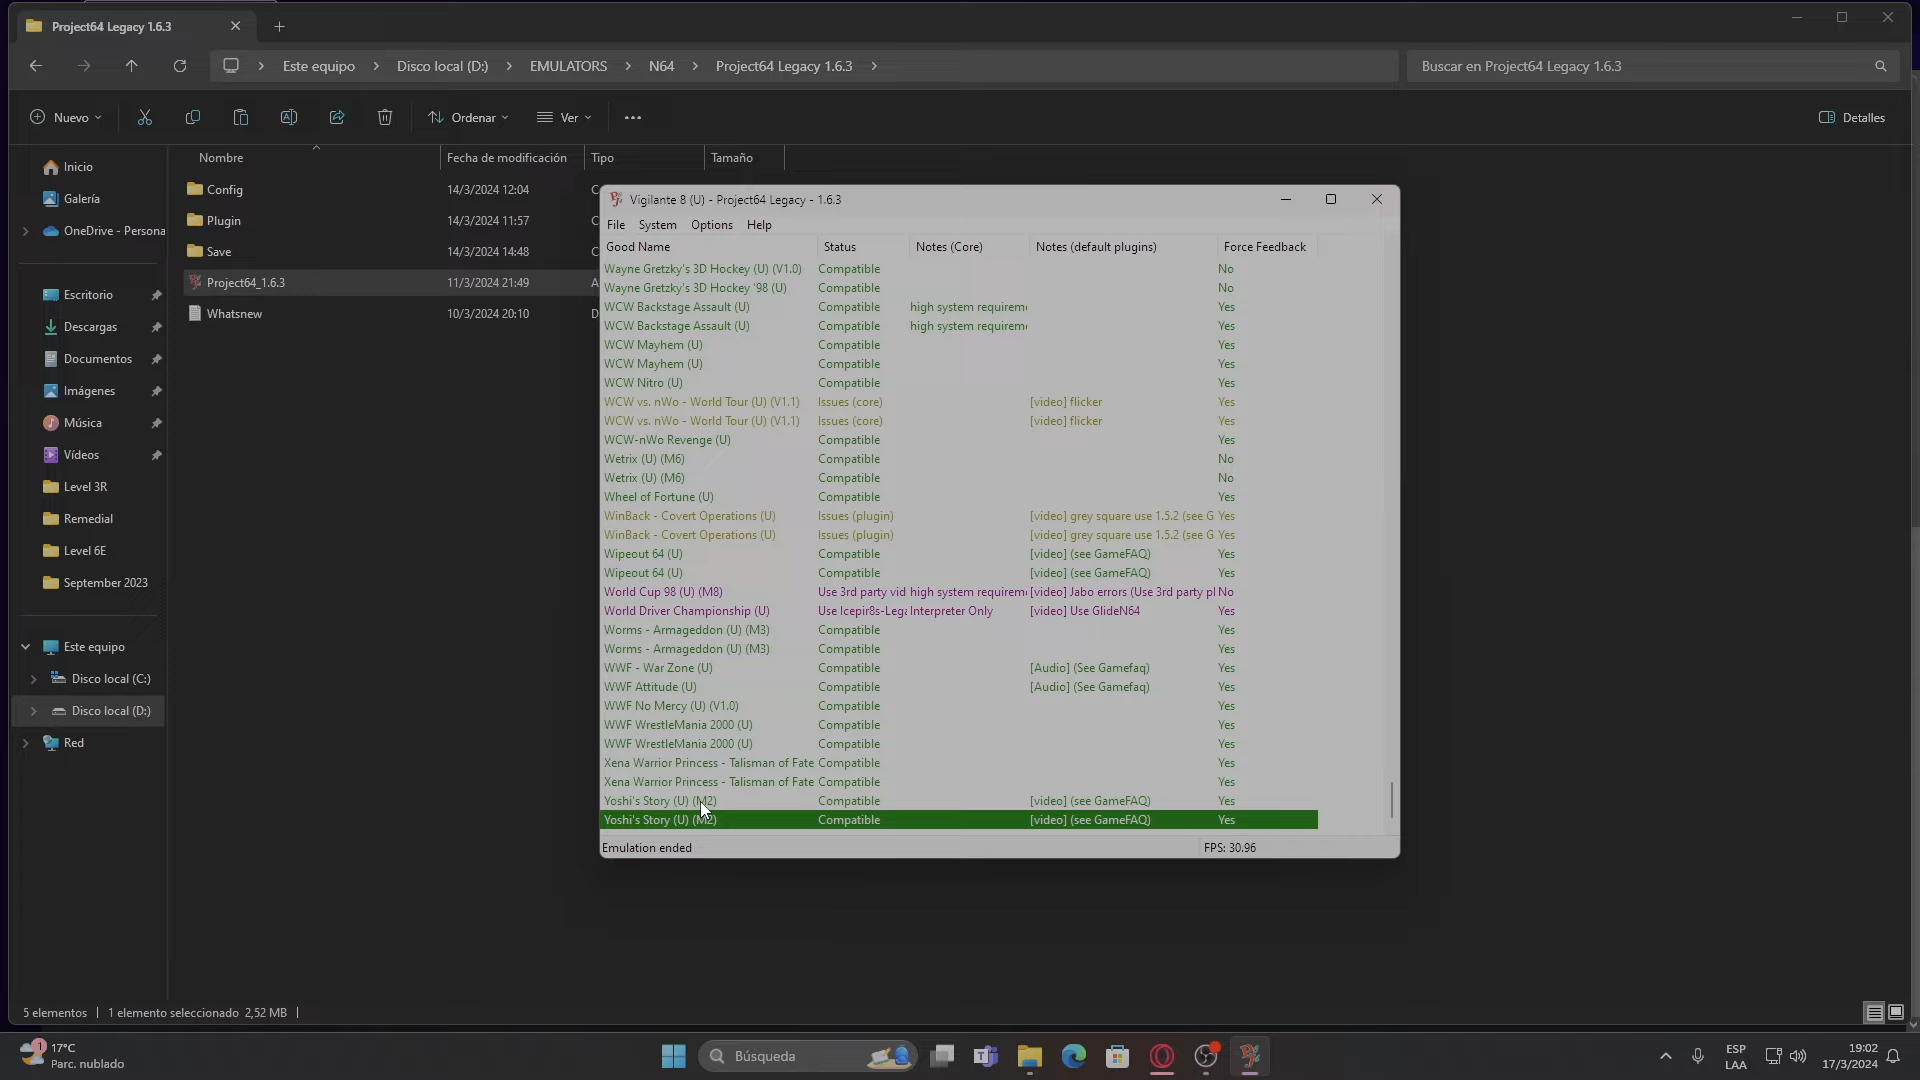 Project64 Legacy 1.6.3
Este equipo > Disco local (D:) > EMULATORS > N64 > Project64 Legacy 1.6.3 >
Buscar en Project64 Legacy 1.6.3
Nuevo
Ordenar
Ver
Detalles
Nombre Fecha de modificación Tipo Tamaño
Inicio
Galería
OneDrive - Persona
Escritorio
Descargas
Documentos
Imágenes
Música
Vídeos
Level 3R
Remedial
Level 6E
September 2023
Este equipo
Disco local (C:)
Disco local (D:)
Red
Config 14/3/2024 12:04 C
Plugin 14/3/2024 11:57 C
Save 14/3/2024 14:48 C
Project64_1.6.3 11/3/2024 21:49 A
Whatsnew 10/3/2024 20:10 D
Vigilante 8 (U) - Project64 Legacy - 1.6.3
File System Options Help
Good Name Status Notes (Core) Notes (default plugins) Force Feedback
Wayne Gretzky's 3D Hockey (U) (V1.0) Compatible No
Wayne Gretzky's 3D Hockey '98 (U) Compatible No
WCW Backstage Assault (U) Compatible high system requirem Yes
WCW Backstage Assault (U) Compatible high system requirem Yes
WCW Mayhem (U) Compatible Yes
WCW Mayhem (U) Compatible Yes
WCW Nitro (U) Compatible Yes
WCW vs. nWo - World Tour (U) (V1.1) Issues (core) [video] flicker Yes
WCW vs. nWo - World Tour (U) (V1.1) Issues (core) [video] flicker Yes
WCW-nWo Revenge (U) Compatible Yes
Wetrix (U) (M6) Compatible No
Wetrix (U) (M6) Compatible No
Wheel of Fortune (U) Compatible Yes
WinBack - Covert Operations (U) Issues (plugin) [video] grey square use 1.5.2 (see G Yes
WinBack - Covert Operations (U) Issues (plugin) [video] grey square use 1.5.2 (see G Yes
Wipeout 64 (U) Compatible [video] (see GameFAQ) Yes
Wipeout 64 (U) Compatible [video] (see GameFAQ) Yes
World Cup 98 (U) (M8) Use 3rd party vid high system requirem [video] Jabo errors (Use 3rd party pl No
World Driver Championship (U) Use Icepir8s-Lega Interpreter Only [video] Use GlideN64 Yes
Worms - Armageddon (U) (M3) Compatible Yes
Worms - Armageddon (U) (M3) Compatible Yes
WWF - War Zone (U) Compatible [Audio] (See Gamefaq) Yes
WWF Attitude (U) Compatible [Audio] (See Gamefaq) Yes
WWF No Mercy (U) (V1.0) Compatible Yes
WWF WrestleMania 2000 (U) Compatible Yes
WWF WrestleMania 2000 (U) Compatible Yes
Xena Warrior Princess - Talisman of Fate Compatible Yes
Xena Warrior Princess - Talisman of Fate Compatible Yes
Yoshi's Story (U) (M2) Compatible [video] (see GameFAQ) Yes
Yoshi's Story (U) (M2) Compatible [video] (see GameFAQ) Yes
Emulation ended FPS: 30.96
5 elementos | 1 elemento seleccionado 2,52 MB |
1
17°C
Parc. nublado
Búsqueda
ESP
LAA
19:02
17/3/2024